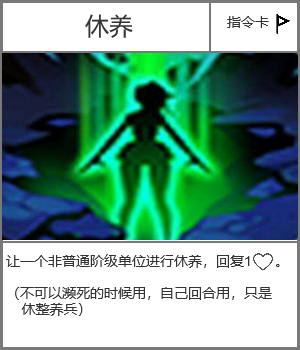 休养
指令卡
让一个非普通阶级单位进行休养，回复1♡。
（不可以濒死的时候用，自己回合用，只是
休整养兵）